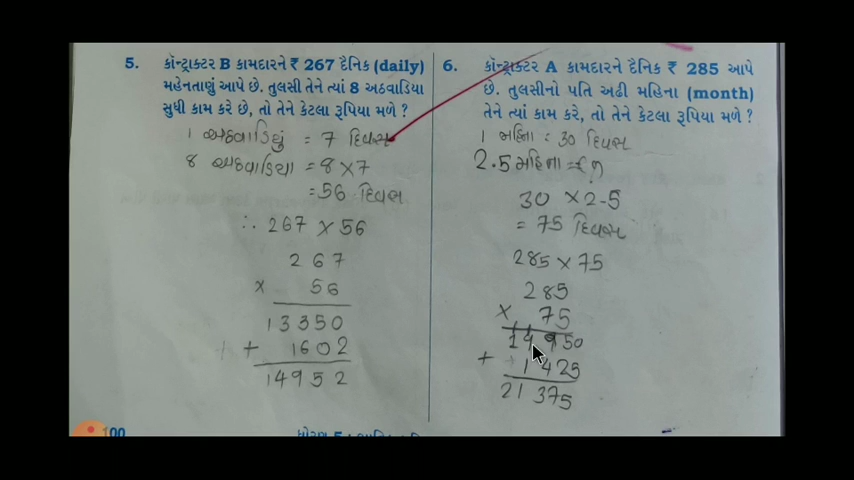 5. કૉન્ટ્રાક્ટર B કામદારને ₹ 267 દૈનિક (daily)
મહેનતાણું આપે છે. તુલસી તેને ત્યાં 8 અઠવાડિયા
સુધી કામ કરે છે, તો તેને કેટલા રૂપિયા મળે ?
1 અઠવાડિયું = 7 દિવસ
8 અઠવાડિયા = 8 × 7
= 56 દિવસ
∴ 267 × 56
267
× 56
13350
+ 1602
14952
6. કૉન્ટ્રાક્ટર A કામદારને દૈનિક ₹ 285 આપે
છે. તુલસીનો પતિ અઢી મહિના (month)
તેને ત્યાં કામ કરે, તો તેને કેટલા રૂપિયા મળે ?
1 મહિના = 30 દિવસ
2.5 મહિના =
30 × 2.5
= 75 દિવસ
285 × 75
285
× 75
19950
+ 1425
21375
100